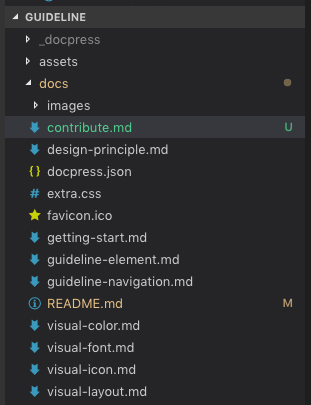 GUIDELINE
_docpress
assets
docs
images
contribute.md U
design-principle.md
{} docpress.json
# extra.css
favicon.ico
getting-start.md
guideline-element.md
guideline-navigation.md
README.md M
visual-color.md
visual-font.md
visual-icon.md
visual-layout.md